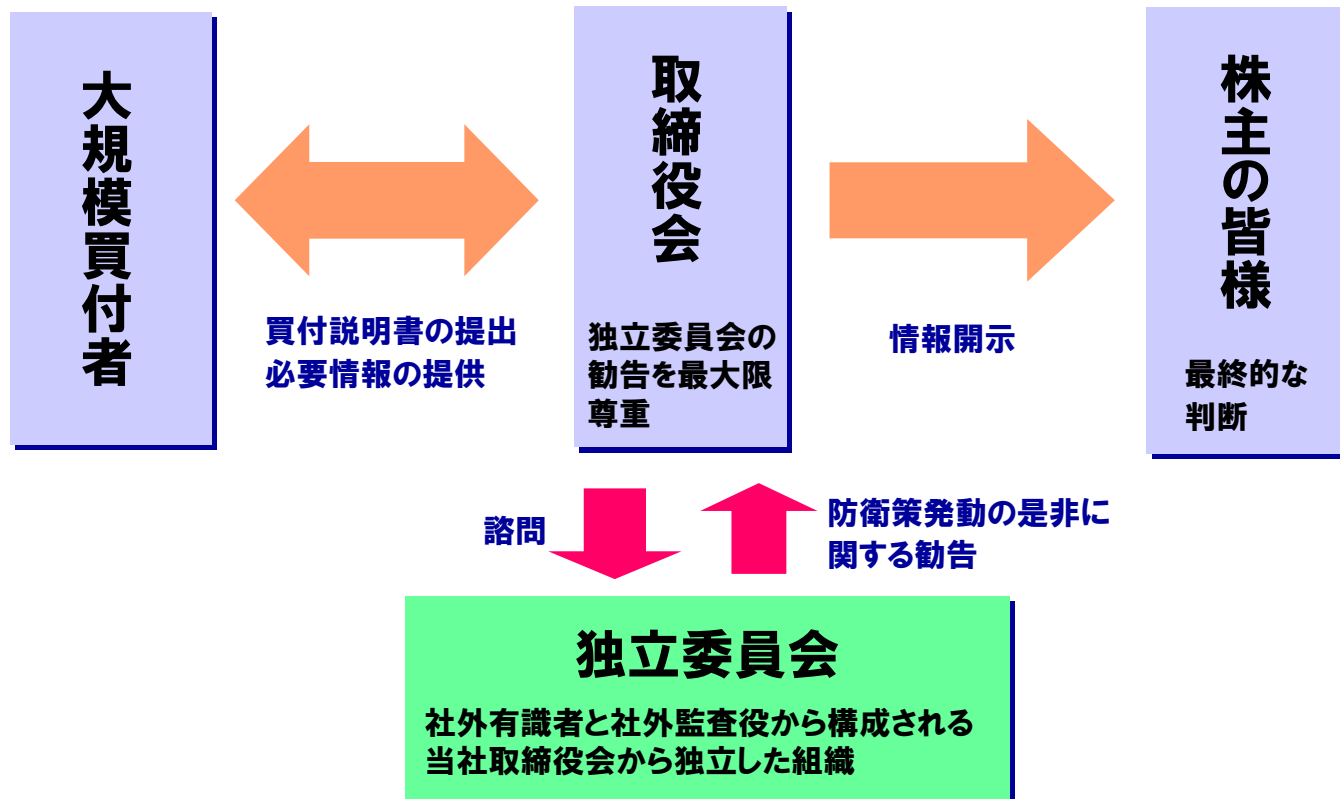 大規模買付者
買付説明書の提出
必要情報の提供
取締役会
独立委員会の
勧告を最大限
尊重
情報開示
株主の皆様
最終的な
判断
諮問
防衛策発動の是非に
関する勧告
独立委員会
社外有識者と社外監査役から構成される
当社取締役会から独立した組織